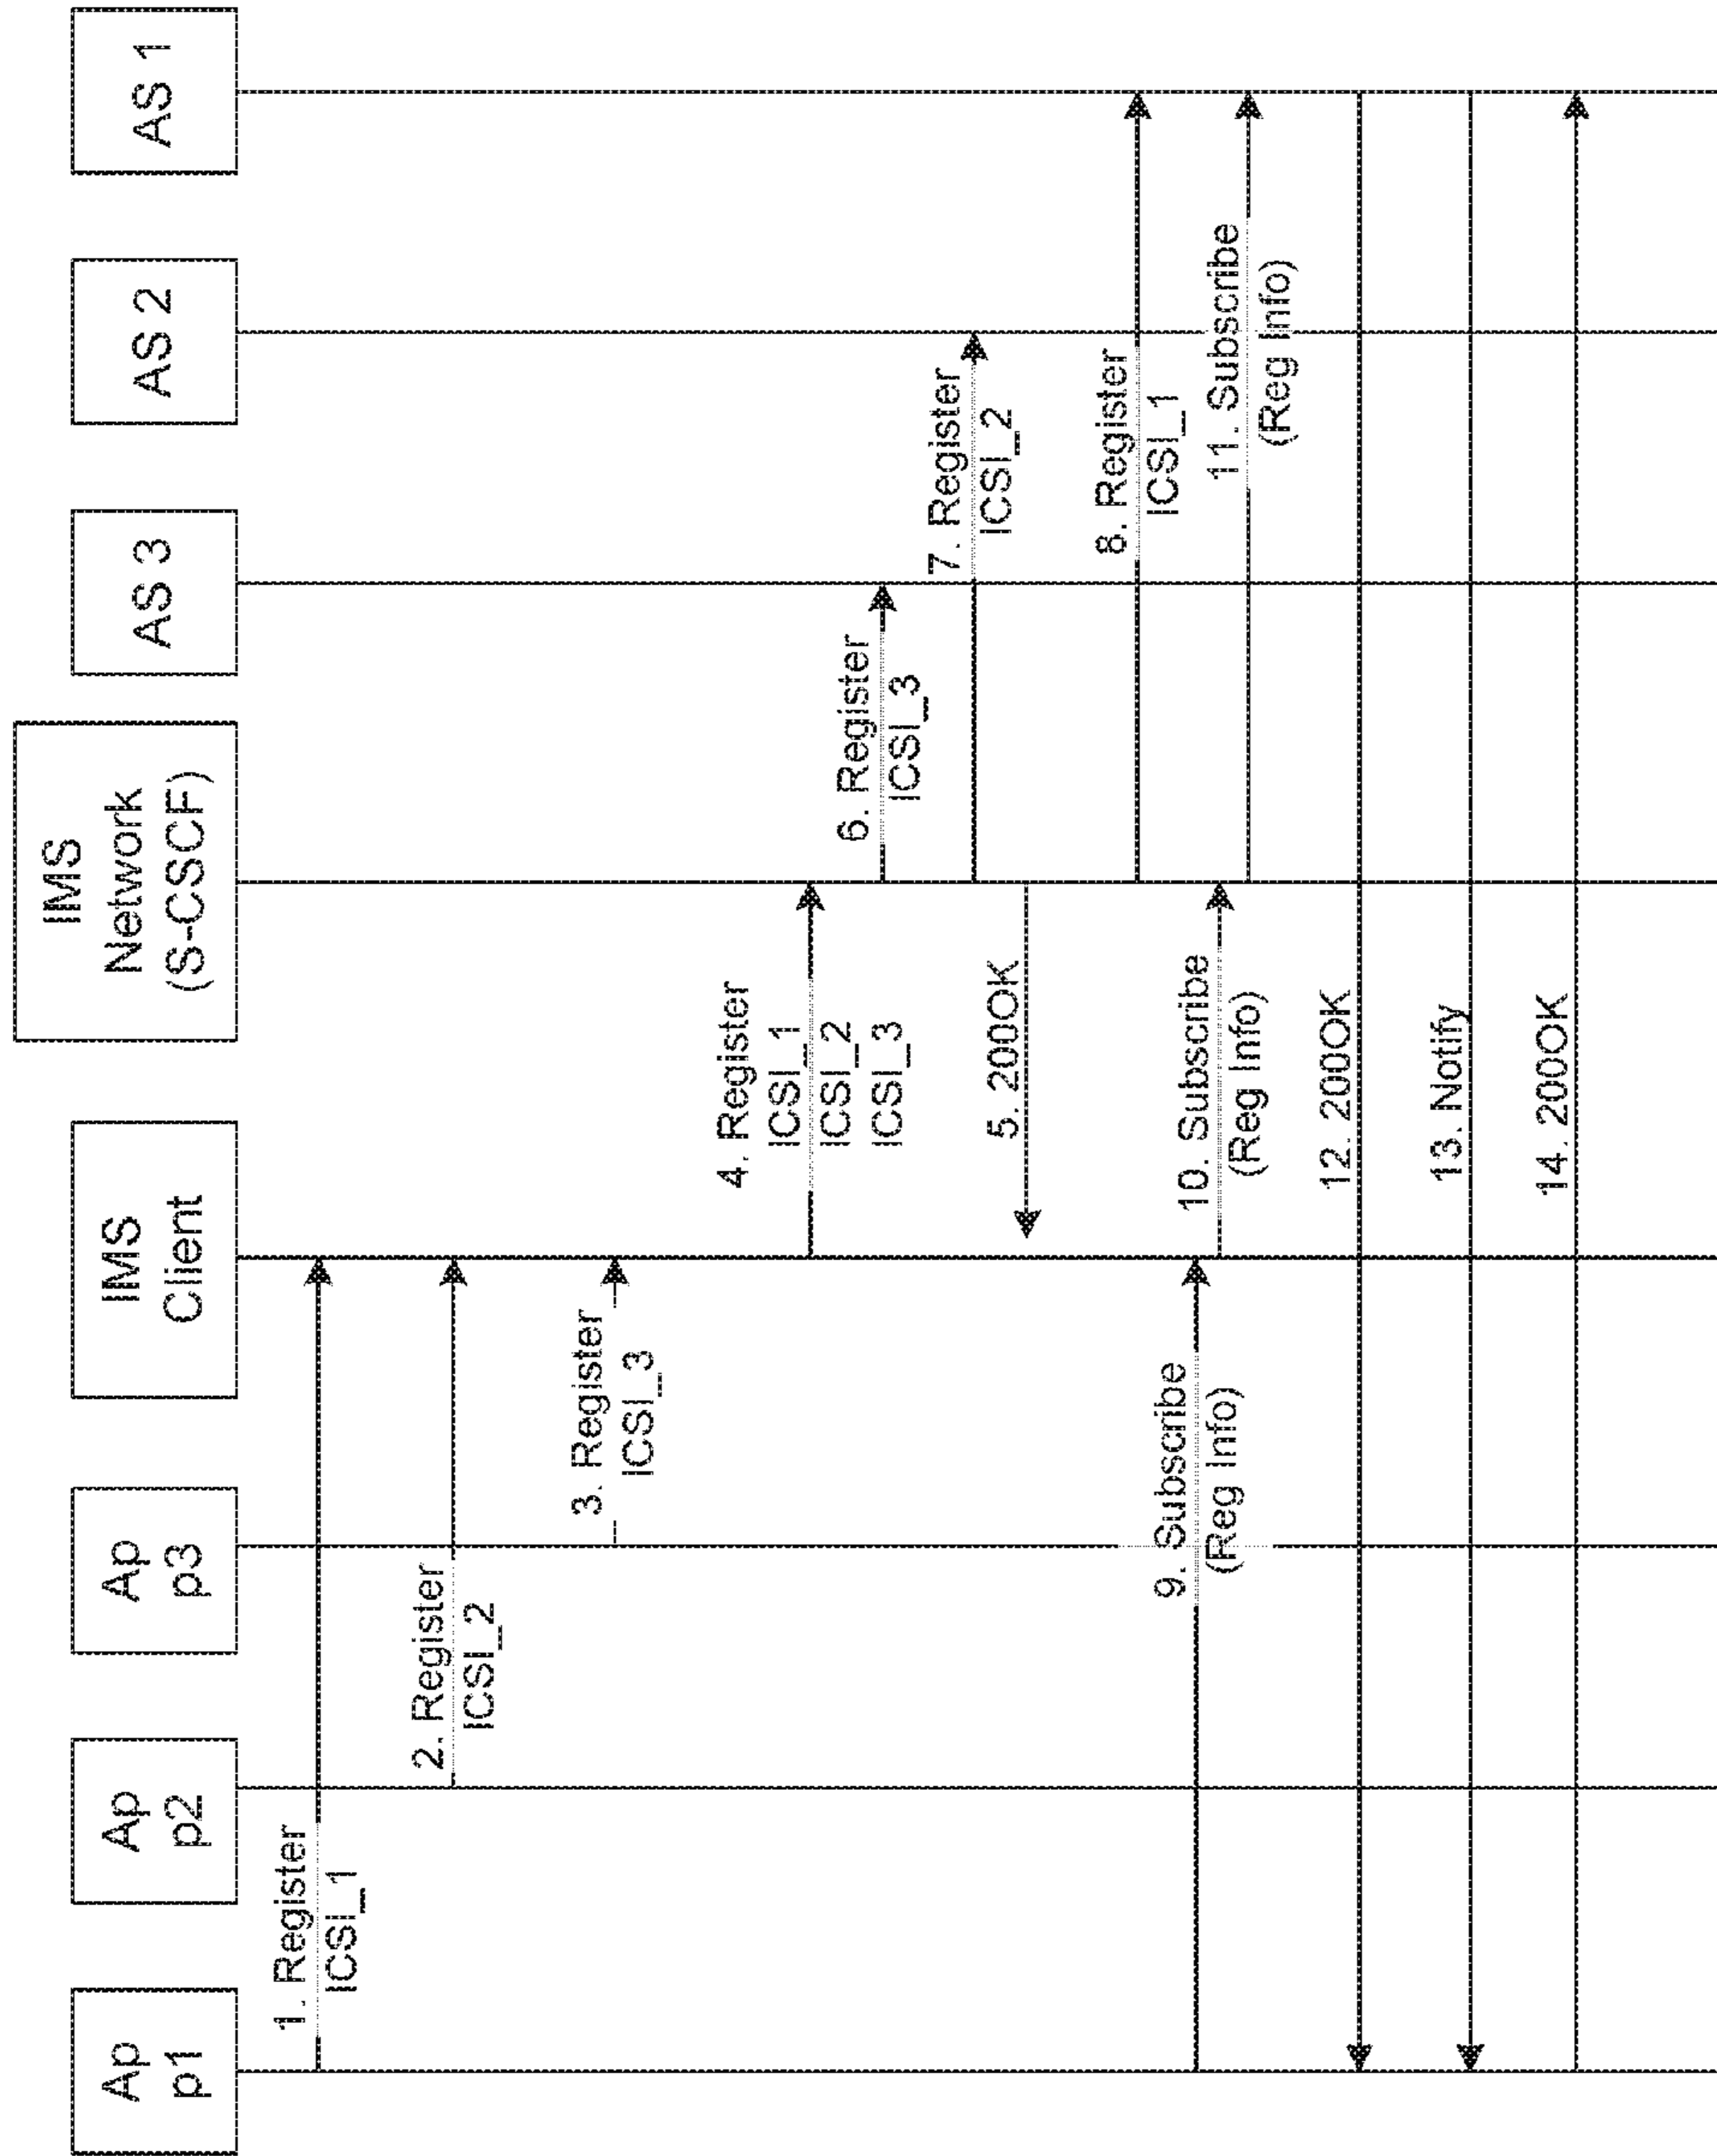 Ap
p1
Ap
p2
Ap
p3
IMS
Client
IMS
Network
(S-CSCF)
AS 3
AS 2
AS 1
1. Register
ICSI_1
2. Register
ICSI_2
3. Register
ICSI_3
4. Register
ICSI_1
ICSI_2
ICSI_3
6. Register
ICSI_3
7. Register
ICSI_2
5. 200OK
8. Register
ICSI_1
9. Subscribe
(Reg Info)
10. Subscribe
(Reg Info)
11. Subscribe
(Reg Info)
12. 200OK
13. Notify
14. 200OK